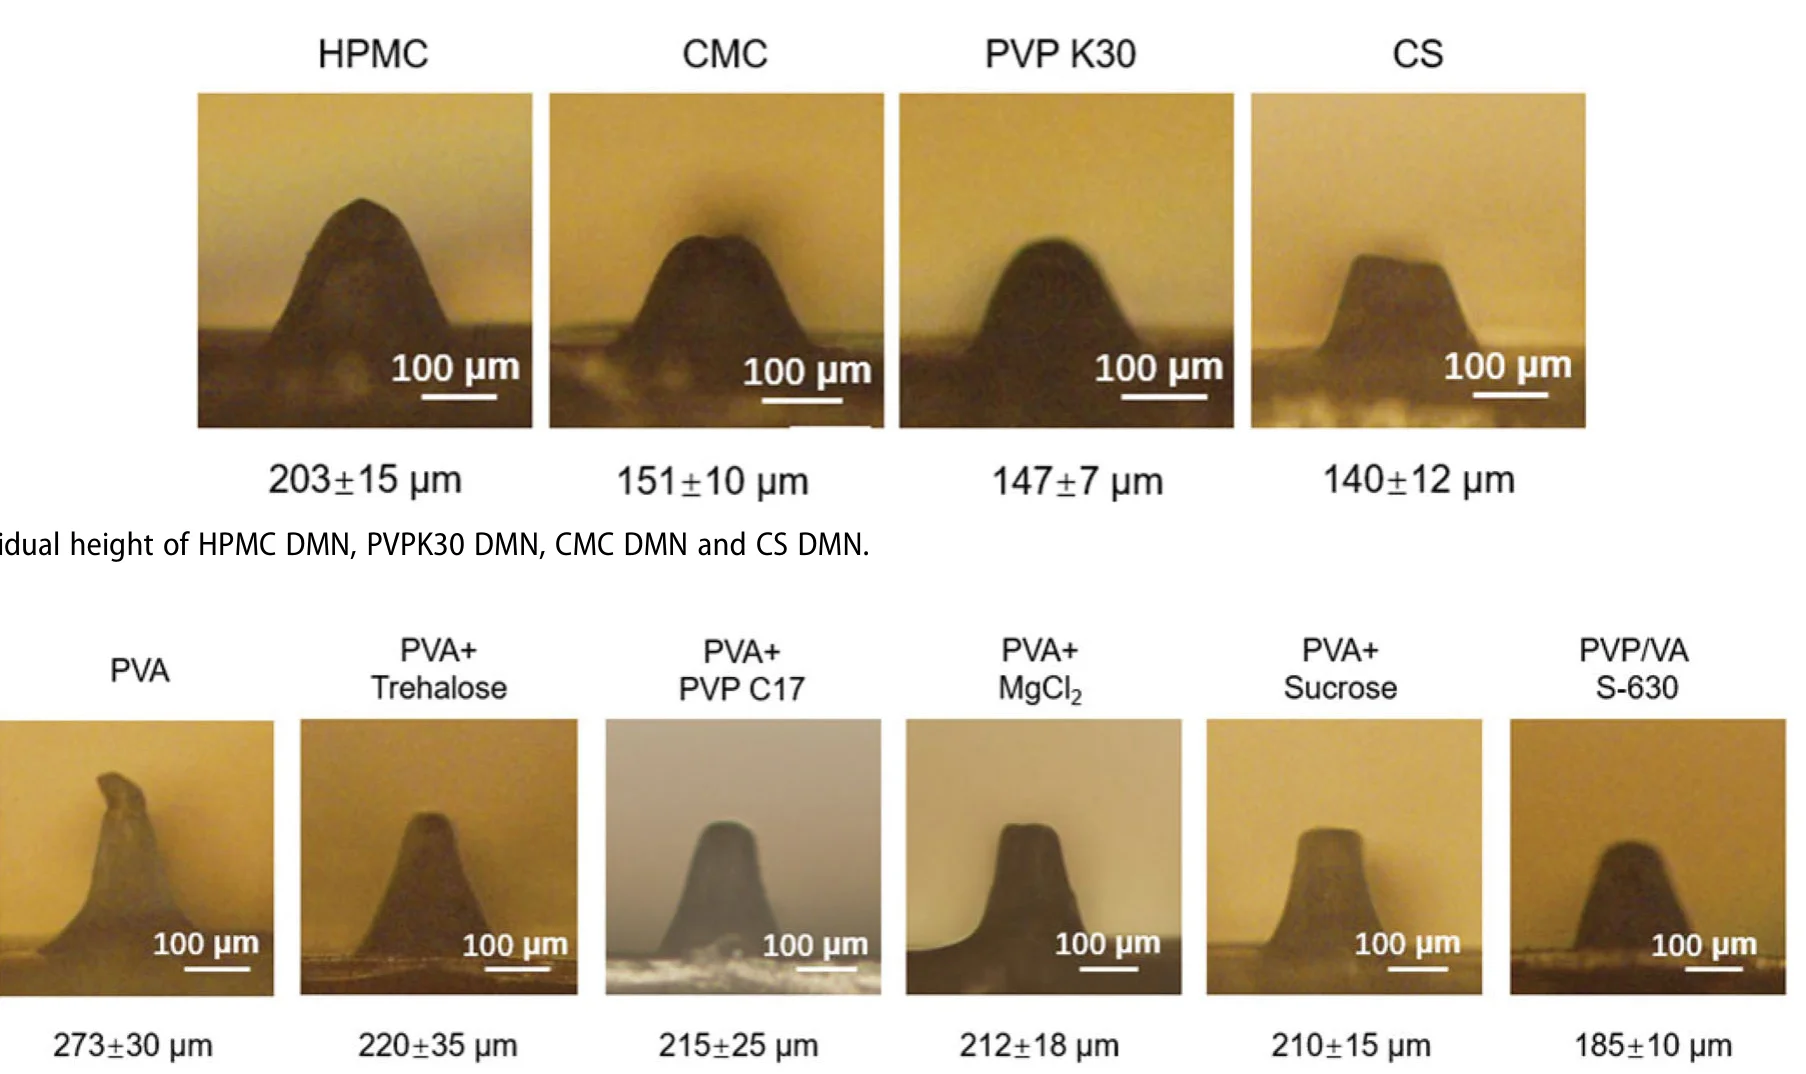 HPMC CMC PVP K30 CS
100 µm 100 µm 100 µm 100 µm
203±15 µm 151±10 µm 147±7 µm 140±12 µm
idual height of HPMC DMN, PVPK30 DMN, CMC DMN and CS DMN.
PVA
PVA+
Trehalose
PVA+
PVP C17
PVA+
MgCl₂
PVA+
Sucrose
PVP/VA
S-630
100 µm 100 µm 100 µm 100 µm 100 µm 100 µm
273±30 µm 220±35 µm 215±25 µm 212±18 µm 210±15 µm 185±10 µm